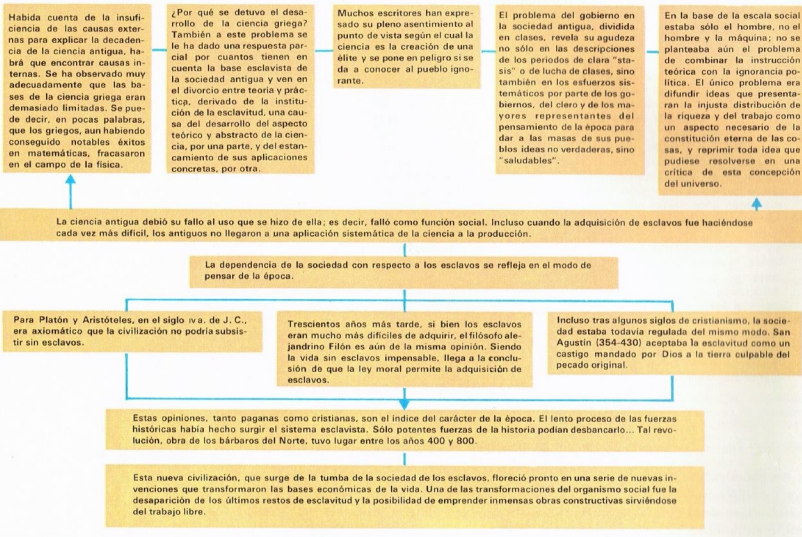 Habida cuenta de la insufi-
ciencia de las causas exter-
nas para explicar la decaden-
cia de la ciencia antigua, ha-
brá que encontrar causas in-
ternas. Se ha observado muy
adecuadamente que las ba-
ses de la ciencia griega eran
demasiado limitadas. Se pue-
de decir, en pocas palabras,
que los griegos, aun habiendo
conseguido notables éxitos
en matemáticas, fracasaron
en el campo de la física.
¿Por qué se detuvo el desa-
rrollo de la ciencia griega?
También a este problema se
le ha dado una respuesta par-
cial por cuantos tienen en
cuenta la base esclavista de
la sociedad antigua y ven en
el divorcio entre teoría y prác-
tica, derivado de la institu-
ción de la esclavitud, una cau-
sa del desarrollo del aspecto
teórico y abstracto de la cien-
cia, por una parte, y del estan-
camiento de sus aplicaciones
concretas, por otra.
Muchos escritores han expre-
sado su pleno asentimiento al
punto de vista según el cual la
ciencia es la creación de una
élite y se pone en peligro si se
da a conocer al pueblo igno-
rante.
El problema del gobierno en
la sociedad antigua, dividida
en clases, revela su agudeza
no sólo en las descripciones
de los períodos de clara "sta-
sis" o de lucha de clases, sino
también en los esfuerzos sis-
temáticos por parte de los go-
biernos, del clero y de los ma-
yores representantes del
pensamiento de la época para
dar a las masas de sus pue-
blos ideas no verdaderas, sino
"saludables".
En la base de la escala social
estaba sólo el hombre, no el
hombre y la máquina; no se
planteaba aún el problema
de combinar la instrucción
teórica con la ignorancia po-
lítica. El único problema era
difundir ideas que presenta-
ran la injusta distribución de
la riqueza y del trabajo como
un aspecto necesario de la
constitución eterna de las co-
sas, y reprimir toda idea que
pudiese resolverse en una
crítica de esta concepción
del universo.
La ciencia antigua debió su fallo al uso que se hizo de ella; es decir, falló como función social. Incluso cuando la adquisición de esclavos fue haciéndose
cada vez más difícil, los antiguos no llegaron a una aplicación sistemática de la ciencia a la producción.
La dependencia de la sociedad con respecto a los esclavos se refleja en el modo de
pensar de la época.
Para Platón y Aristóteles, en el siglo IV a. de J. C.,
era axiomático que la civilización no podría subsis-
tir sin esclavos.
Trescientos años más tarde, si bien los esclavos
eran mucho más difíciles de adquirir, el filósofo ale-
jandrino Filón es aún de la misma opinión. Siendo
la vida sin esclavos impensable, llega a la conclu-
sión de que la ley moral permite la adquisición de
esclavos.
Incluso tras algunos siglos de cristianismo, la socie-
dad estaba todavía regulada del mismo modo. San
Agustín (354-430) aceptaba la esclavitud como un
castigo mandado por Dios a la tierra culpable del
pecado original.
Estas opiniones, tanto paganas como cristianas, son el índice del carácter de la época. El lento proceso de las fuerzas
históricas había hecho surgir el sistema esclavista. Sólo potentes fuerzas de la historia podían desbancarlo... Tal revo-
lución, obra de los bárbaros del Norte, tuvo lugar entre los años 400 y 800.
Esta nueva civilización, que surge de la tumba de la sociedad de los esclavos, floreció pronto en una serie de nuevas in-
venciones que transformaron las bases económicas de la vida. Una de las transformaciones del organismo social fue la
desaparición de los últimos restos de esclavitud y la posibilidad de emprender inmensas obras constructivas sirviéndose
del trabajo libre.